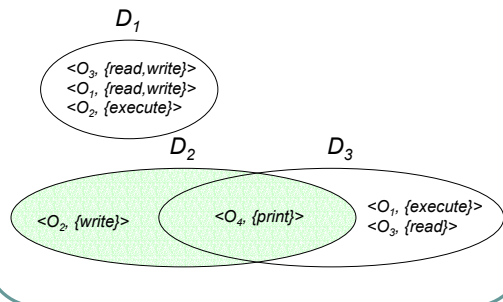 D₁
<O₃, {read,write}>
<O₁, {read,write}>
<O₂, {execute}>
D₂ D₃
<O₂, {write}> <O₄, {print}> <O₁, {execute}>
<O₃, {read}>